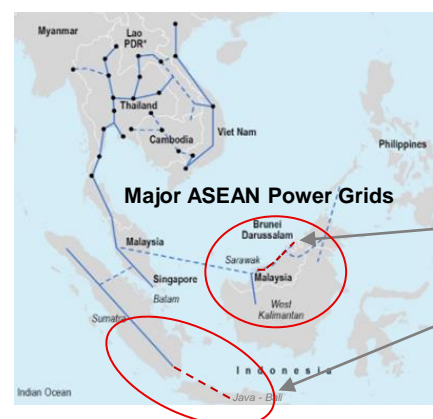 Myanmar
Lao
PDR*
Thailand
Cambodia
Viet Nam
Philippines
Major ASEAN Power Grids
Brunei
Darussalam
Malaysia
Sarawak
Malaysia
Singapore
Batam
West
Kalimantan
Sumatra
Indonesia
Indian Ocean
Java - Bali